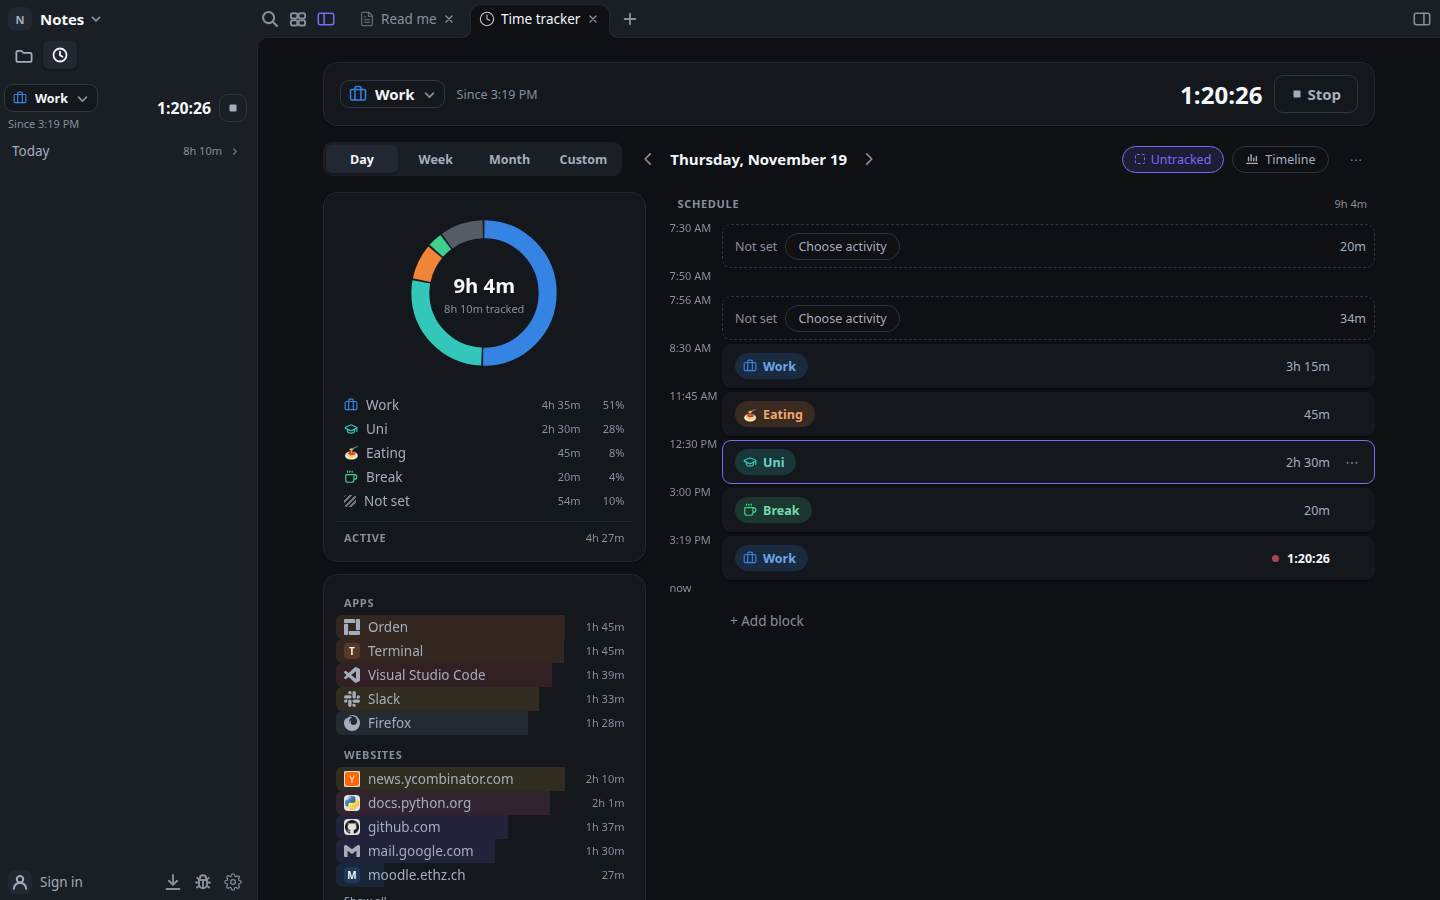 N Notes
Read me
Time tracker
Work
1:20:26
Since 3:19 PM
Today 8h 10m
Work Since 3:19 PM 1:20:26 Stop
Day Week Month Custom
Thursday, November 19
Untracked Timeline ...
9h 4m
8h 10m tracked
Work 4h 35m 51%
Uni 2h 30m 28%
Eating 45m 8%
Break 20m 4%
Not set 54m 10%
ACTIVE 4h 27m
APPS
Orden 1h 45m
T Terminal 1h 45m
Visual Studio Code 1h 39m
Slack 1h 33m
Firefox 1h 28m
WEBSITES
Y news.ycombinator.com 2h 10m
docs.python.org 2h 1m
github.com 1h 37m
mail.google.com 1h 30m
M moodle.ethz.ch 27m
SCHEDULE 9h 4m
7:30 AM
Not set Choose activity 20m
7:50 AM
7:56 AM
Not set Choose activity 34m
8:30 AM
Work 3h 15m
11:45 AM
Eating 45m
12:30 PM
Uni 2h 30m ...
3:00 PM
Break 20m
3:19 PM
Work 1:20:26
now
+ Add block
Sign in